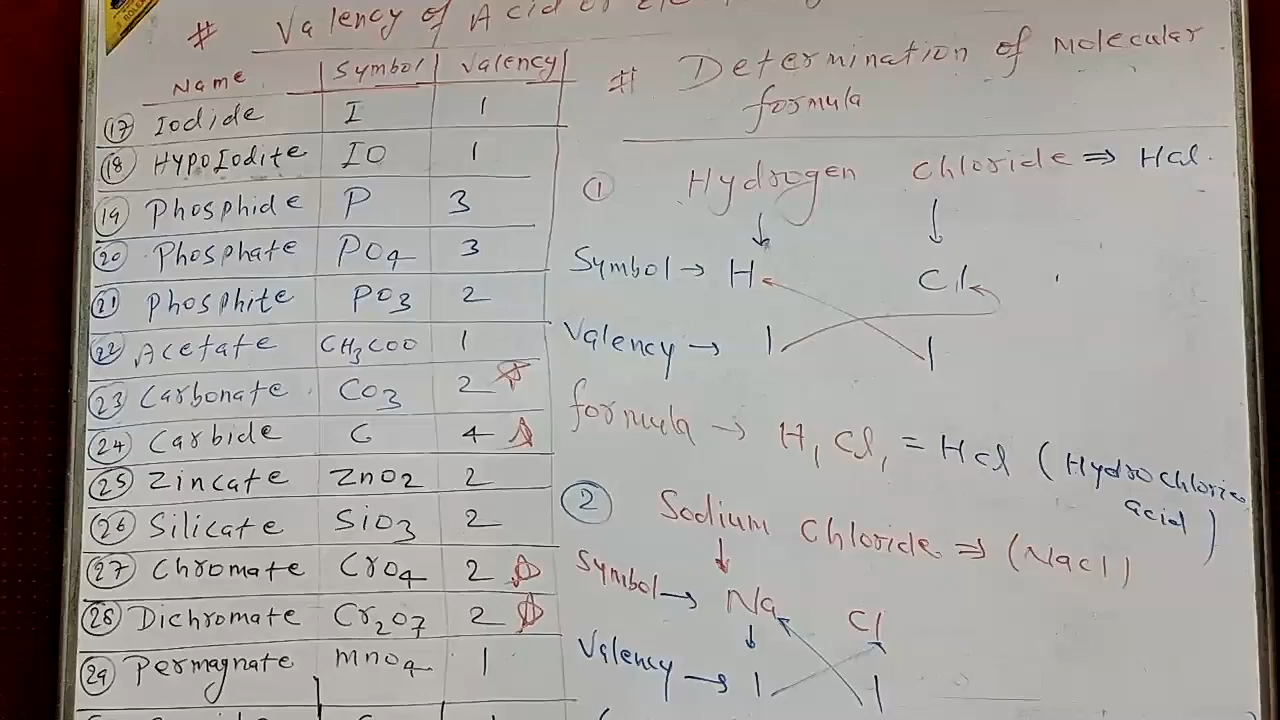 # Valency of Acid
Name Symbol Valency
17 Iodide I 1
18 HypoIodite IO 1
19 Phosphide P 3
20 Phosphate PO4 3
21 Phosphite PO3 2
22 Acetate CH3COO 1
23 Carbonate CO3 2
24 Carbide C 4
25 Zincate ZnO2 2
26 Silicate SiO3 2
27 Chromate CrO4 2
28 Dichromate Cr2O7 2
29 Permagnate MnO4 1
# Determination of Molecular
formula
1 Hydrogen Chloride ⇒ Hcl.
Symbol → H Cl
Valency → 1 1
formula → H1 Cl1 = Hcl (Hydrochloric
acid)
2 Sodium Chloride ⇒ (Nacl)
Symbol → Na Cl
Valency → 1 1